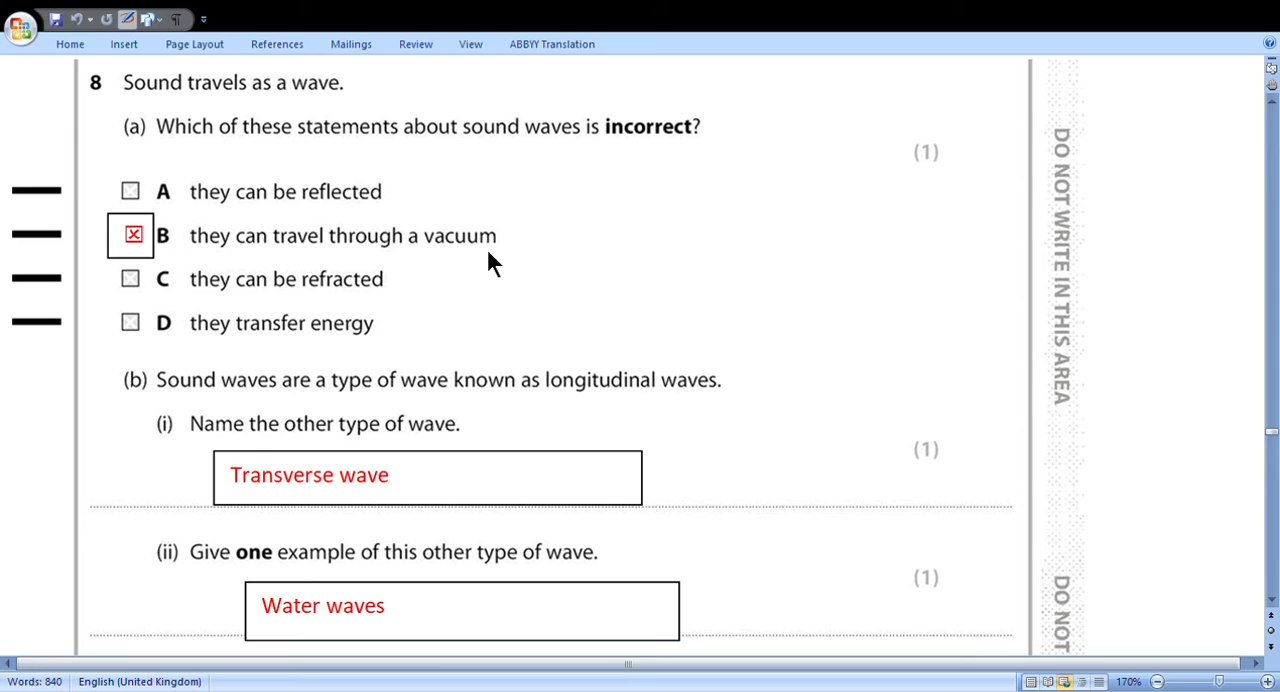 Home Insert Page Layout References Mailings Review View ABBYY Translation
8 Sound travels as a wave.
(a) Which of these statements about sound waves is incorrect?
(1)
A they can be reflected
B they can travel through a vacuum
C they can be refracted
D they transfer energy
(b) Sound waves are a type of wave known as longitudinal waves.
(i) Name the other type of wave.
(1)
Transverse wave
(ii) Give one example of this other type of wave.
(1)
Water waves
DO NOT WRITE IN THIS AREA
DO NOT
Words: 840 English (United Kingdom) 170%